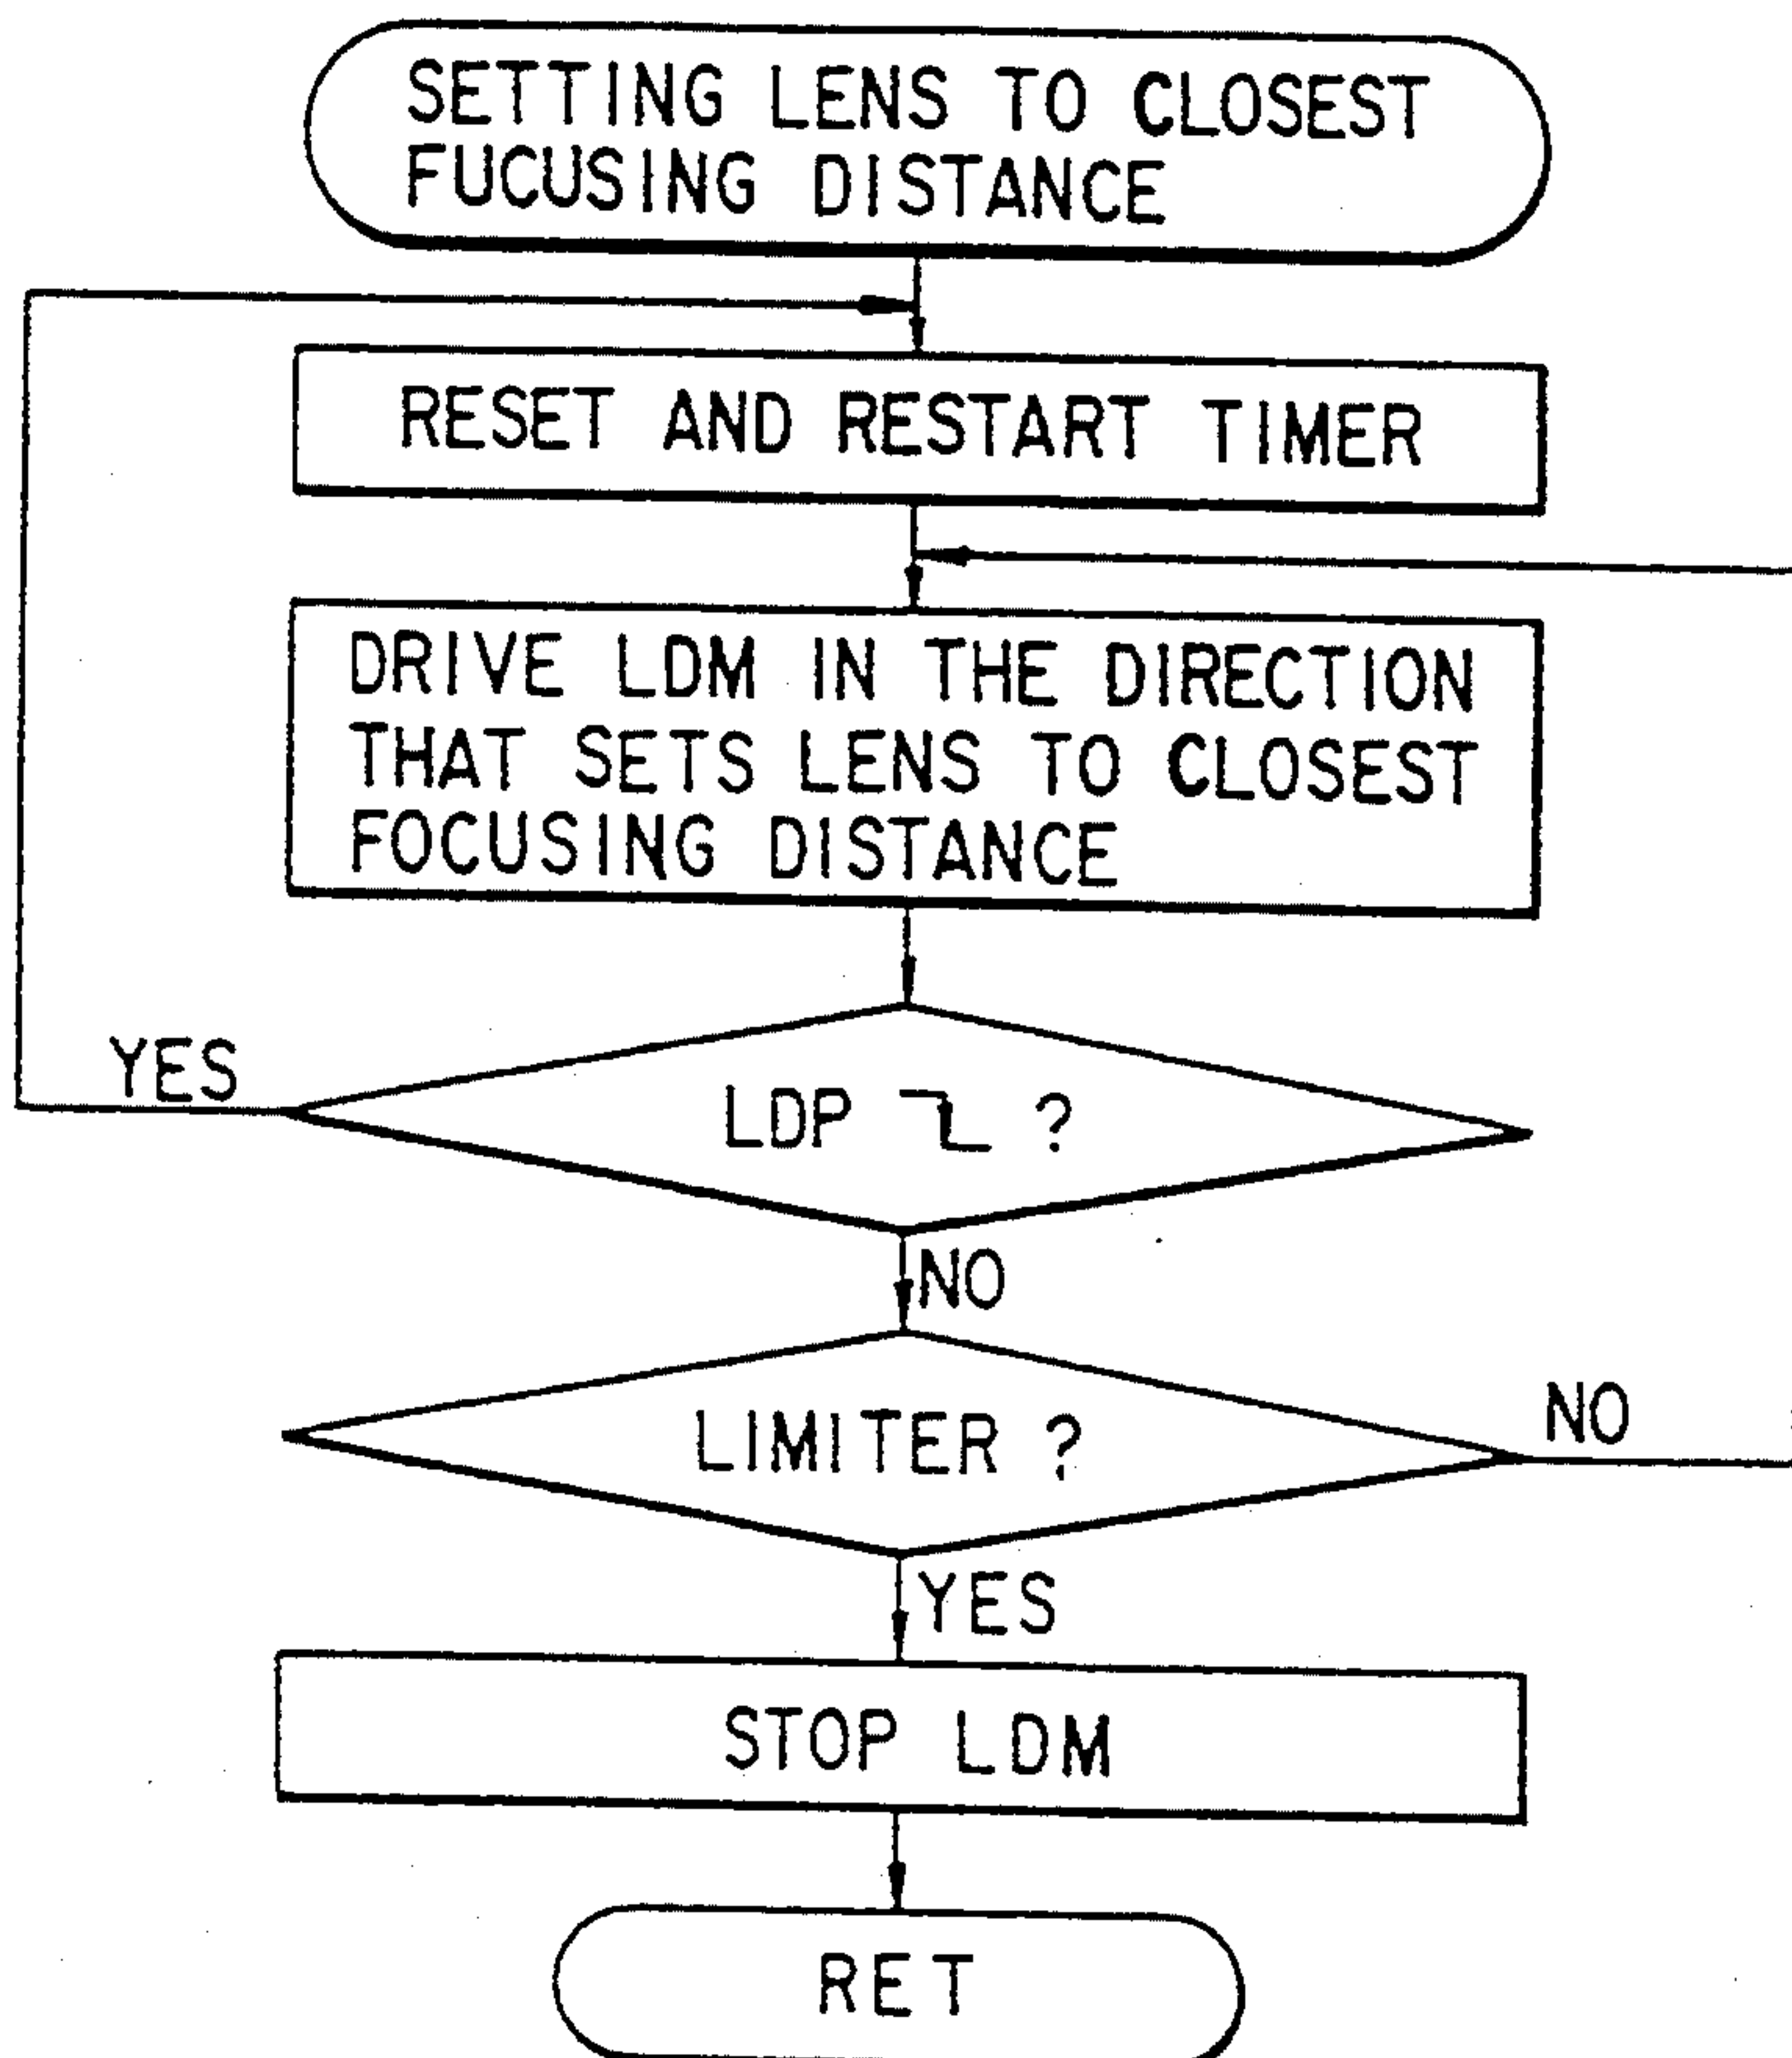 SETTING LENS TO CLOSEST
FUCUSING DISTANCE
RESET AND RESTART TIMER
DRIVE LDM IN THE DIRECTION
THAT SETS LENS TO CLOSEST
FOCUSING DISTANCE
YES
LDP ?
NO
LIMITER ?
NO
YES
STOP LDM
RET